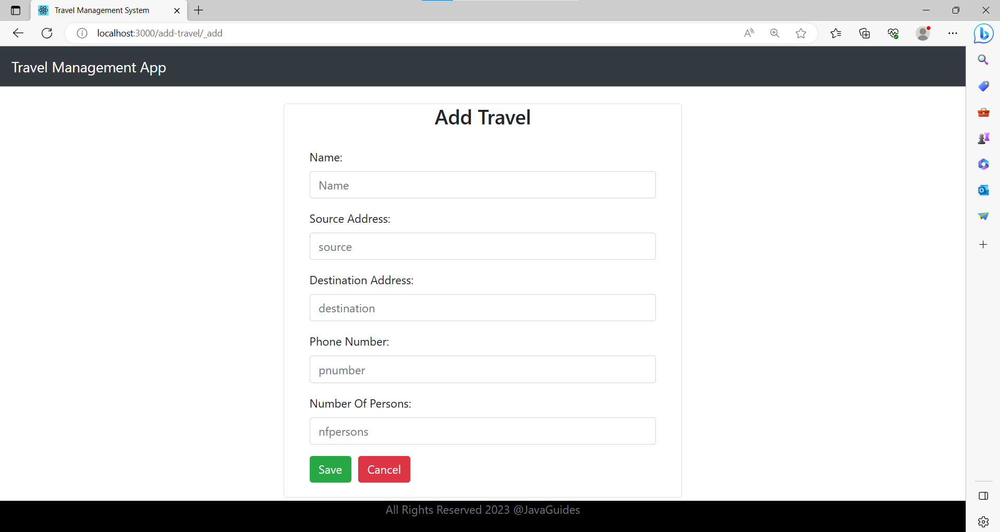 Travel Management System
localhost:3000/add-travel/_add
Travel Management App
Add Travel
Name:
Name
Source Address:
source
Destination Address:
destination
Phone Number:
pnumber
Number Of Persons:
nfpersons
Save Cancel
All Rights Reserved 2023 @JavaGuides